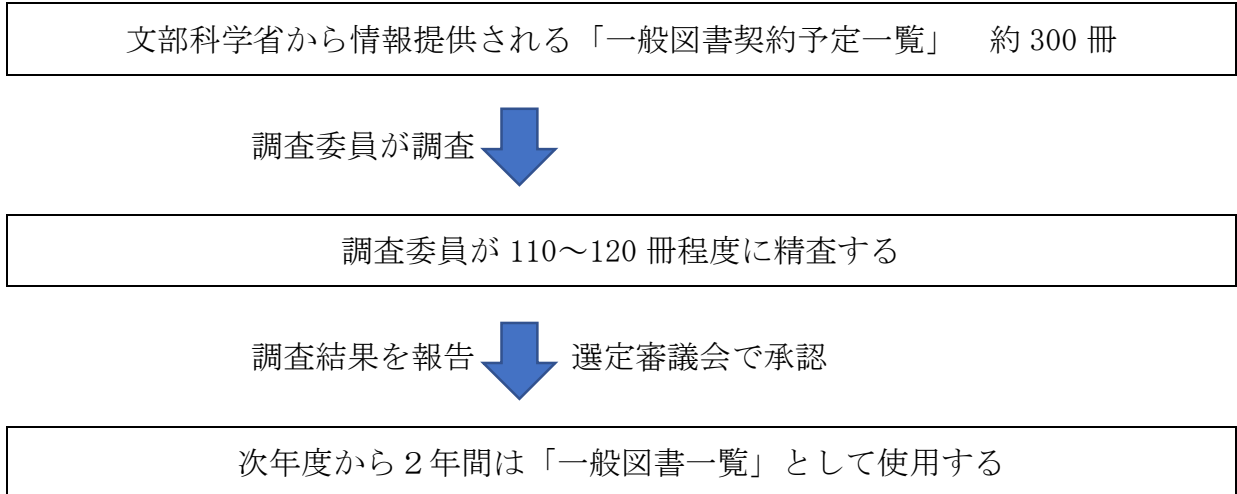 文部科学省から情報提供される「一般図書契約予定一覧」　約 300 冊
調査委員が調査
調査委員が 110～120 冊程度に精査する
調査結果を報告　選定審議会で承認
次年度から２年間は「一般図書一覧」として使用する